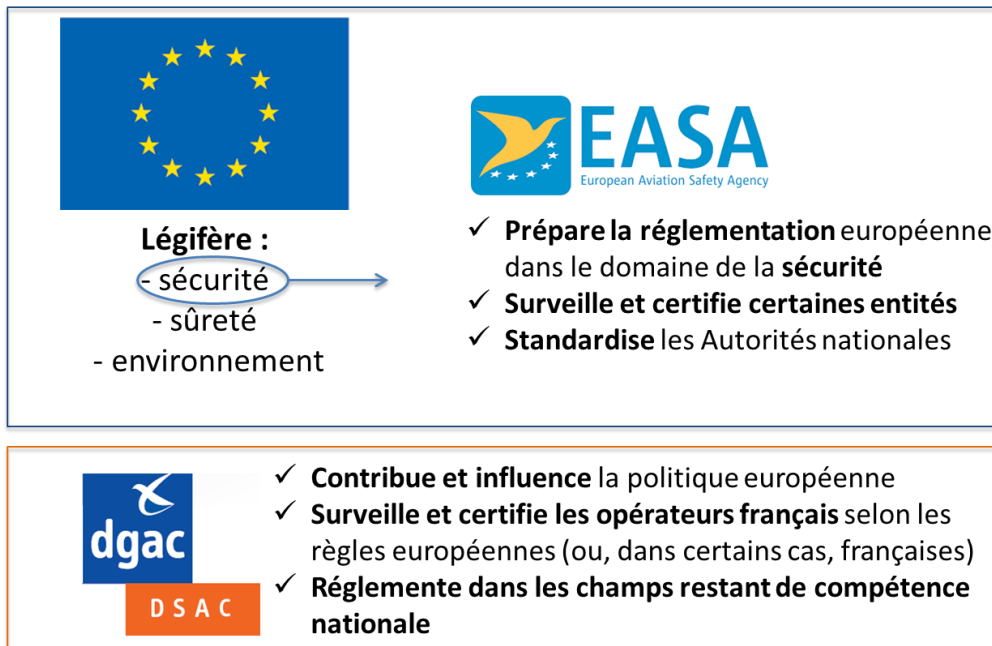 Légifère :
- sécurité
- sûreté
- environnement
EASA
European Aviation Safety Agency
✓ Prépare la réglementation européenne
dans le domaine de la sécurité
✓ Surveille et certifie certaines entités
✓ Standardise les Autorités nationales
dgac
DSAC
✓ Contribue et influence la politique européenne
✓ Surveille et certifie les opérateurs français selon les
règles européennes (ou, dans certains cas, françaises)
✓ Réglemente dans les champs restant de compétence
nationale